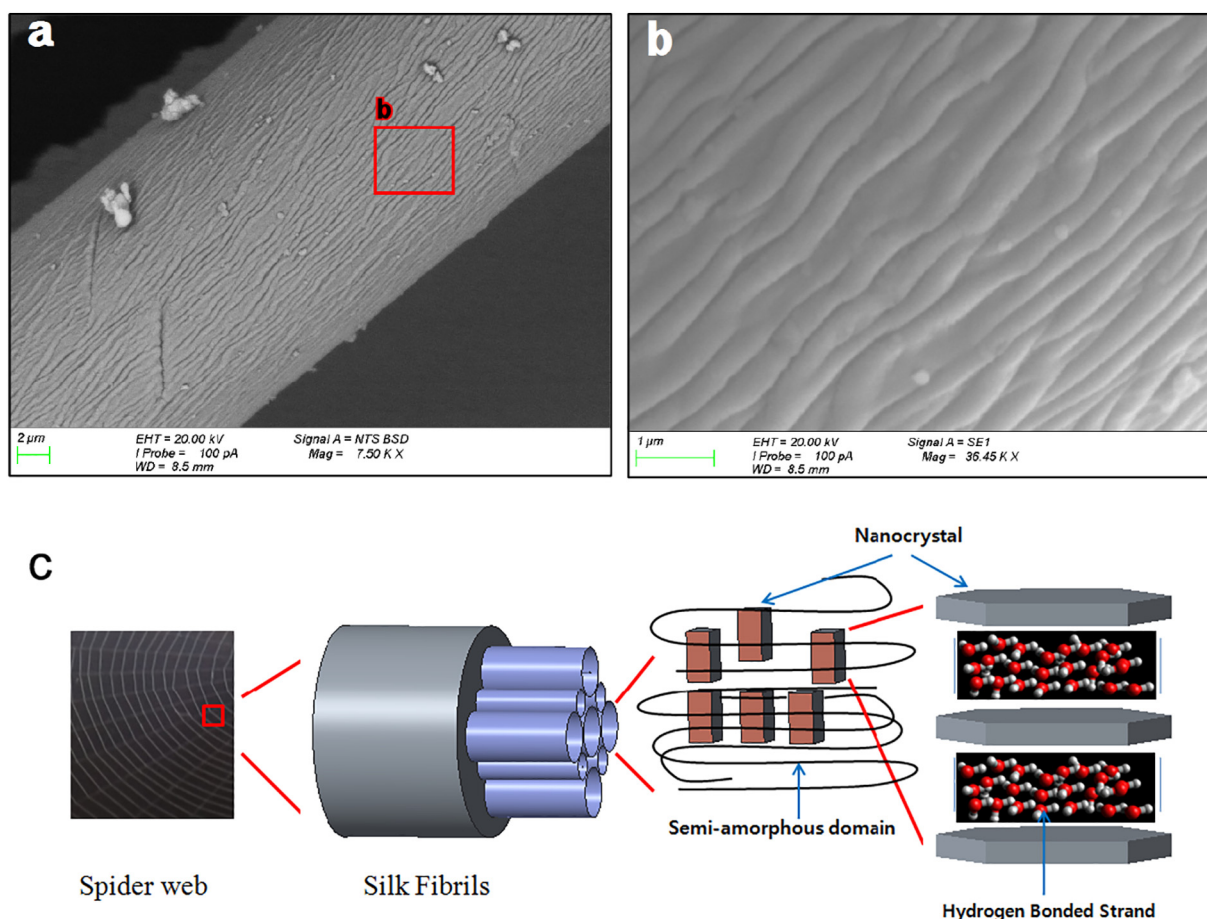 a
b
2 µm
EHT = 20.00 kV
Signal A = NTS BSD
I Probe = 100 pA
Mag = 7.50 K X
WD = 8.5 mm
b
1 µm
EHT = 20.00 kV
Signal A = SE1
I Probe = 100 pA
Mag = 36.45 K X
WD = 8.5 mm
c
Nanocrystal
Semi-amorphous domain
Spider web
Silk Fibrils
Hydrogen Bonded Strand